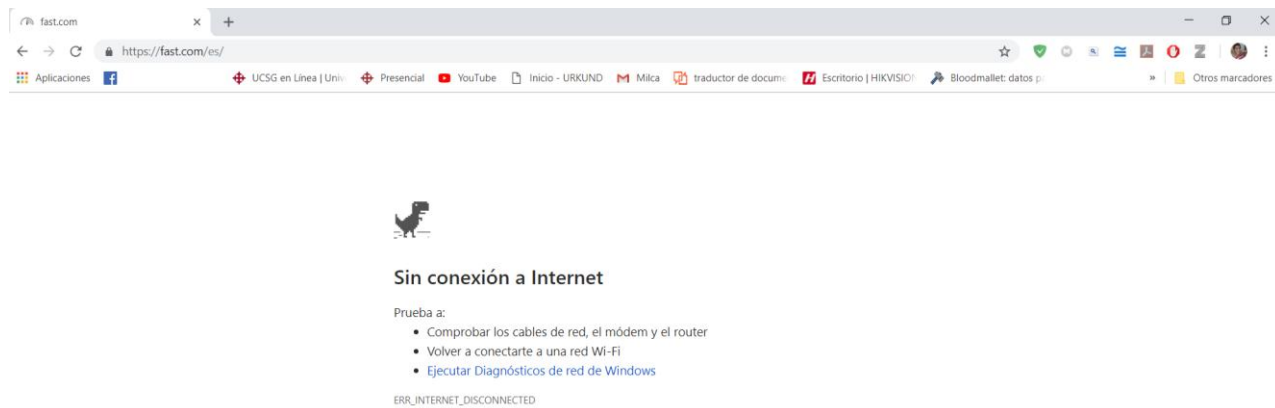 fast.com
https://fast.com/es/
Aplicaciones UCSG en Línea | Univ Presencial YouTube Inicio - URKUND Milca traductor de docume Escritorio | HIKVISION Bloodmallet: datos p » Otros marcadores
Sin conexión a Internet
Prueba a:
• Comprobar los cables de red, el módem y el router
• Volver a conectarte a una red Wi-Fi
• Ejecutar Diagnósticos de red de Windows
ERR_INTERNET_DISCONNECTED